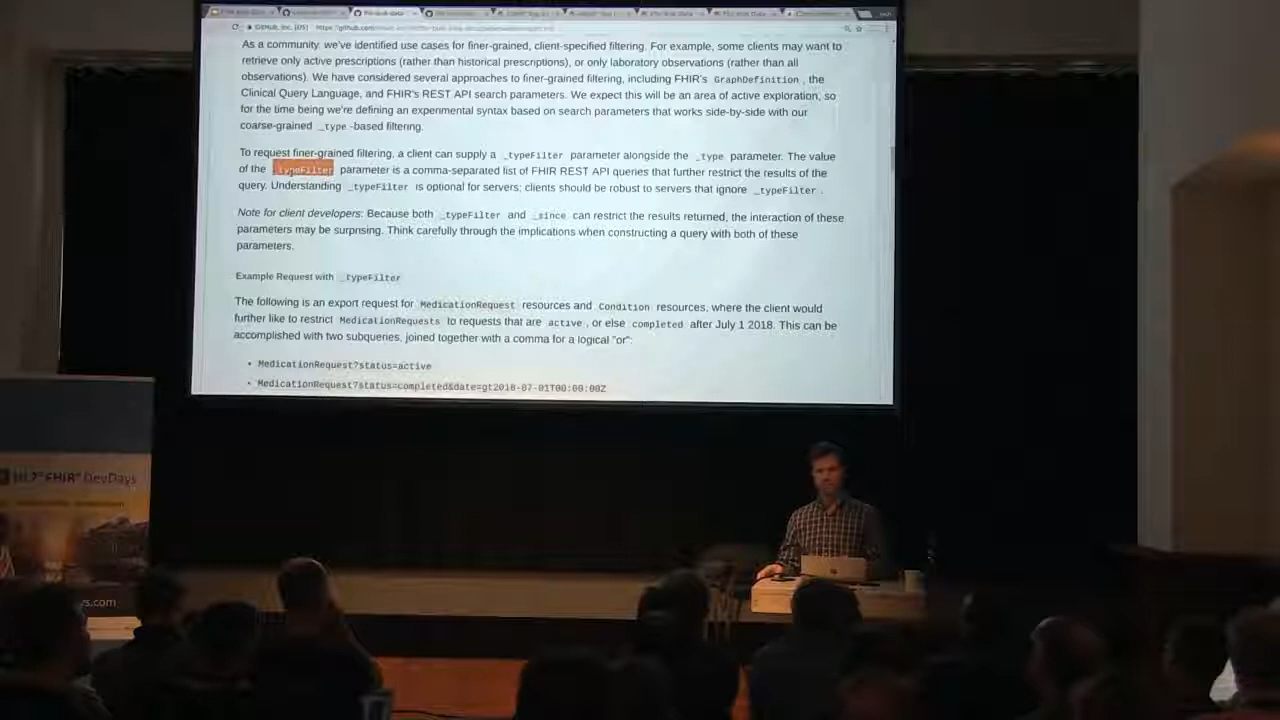 GitHub, Inc. [US]
As a community, we've identified use cases for finer-grained, client-specified filtering. For example, some clients may want to
retrieve only active prescriptions (rather than historical prescriptions), or only laboratory observations (rather than all
observations). We have considered several approaches to finer-grained filtering, including FHIR's GraphDefinition, the
Clinical Query Language, and FHIR's REST API search parameters. We expect this will be an area of active exploration, so
for the time being we're defining an experimental syntax based on search parameters that works side-by-side with our
coarse-grained _type -based filtering.
To request finer-grained filtering, a client can supply a _typeFilter parameter alongside the _type parameter. The value
of the _typeFilter parameter is a comma-separated list of FHIR REST API queries that further restrict the results of the
query. Understanding _typeFilter is optional for servers; clients should be robust to servers that ignore _typeFilter .
Note for client developers: Because both _typeFilter and _since can restrict the results returned, the interaction of these
parameters may be surprising. Think carefully through the implications when constructing a query with both of these
parameters.
Example Request with _typeFilter
The following is an export request for MedicationRequest resources and Condition resources, where the client would
further like to restrict MedicationRequests to requests that are active, or else completed after July 1 2018. This can be
accomplished with two subqueries, joined together with a comma for a logical "or":
• MedicationRequest?status=active
• MedicationRequest?status=completed&date=gt2018-07-01T00:00:00Z
HL7® FHIR® DevDays
s.com